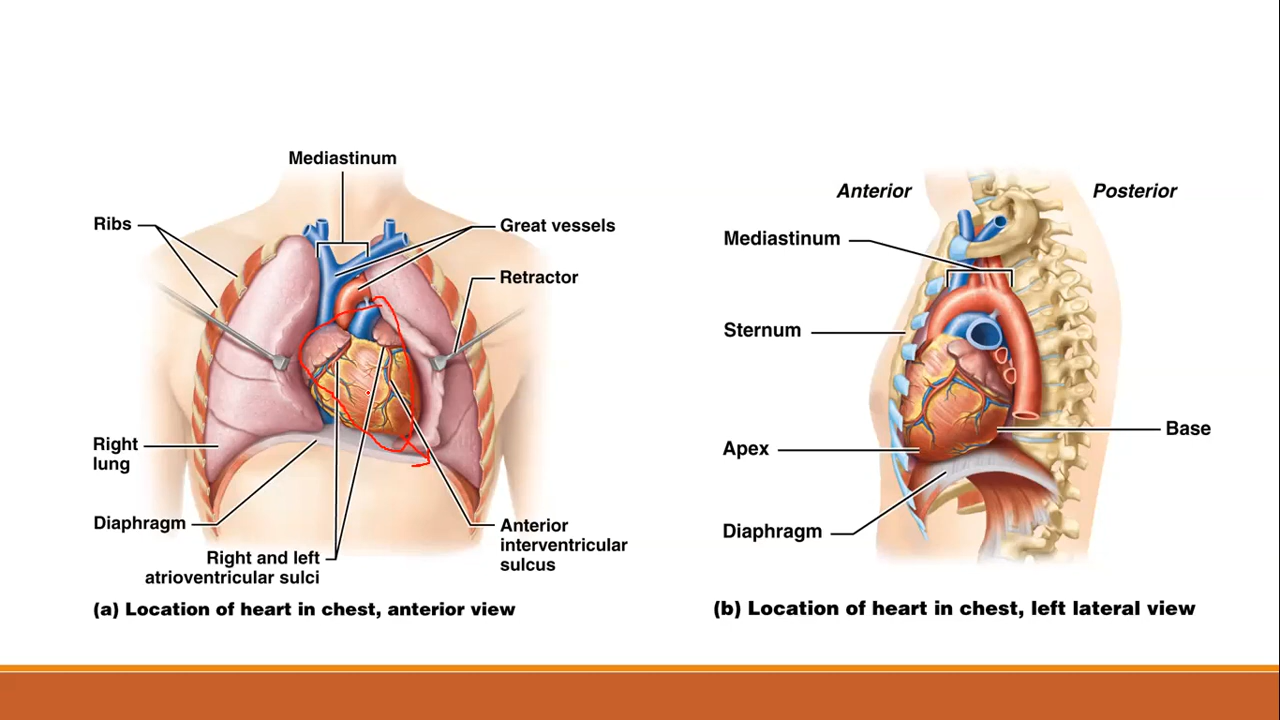 Mediastinum
Ribs
Great vessels
Retractor
Right
lung
Diaphragm
Right and left
atrioventricular sulci
Anterior
interventricular
sulcus
(a) Location of heart in chest, anterior view
Anterior
Posterior
Mediastinum
Sternum
Apex
Base
Diaphragm
(b) Location of heart in chest, left lateral view